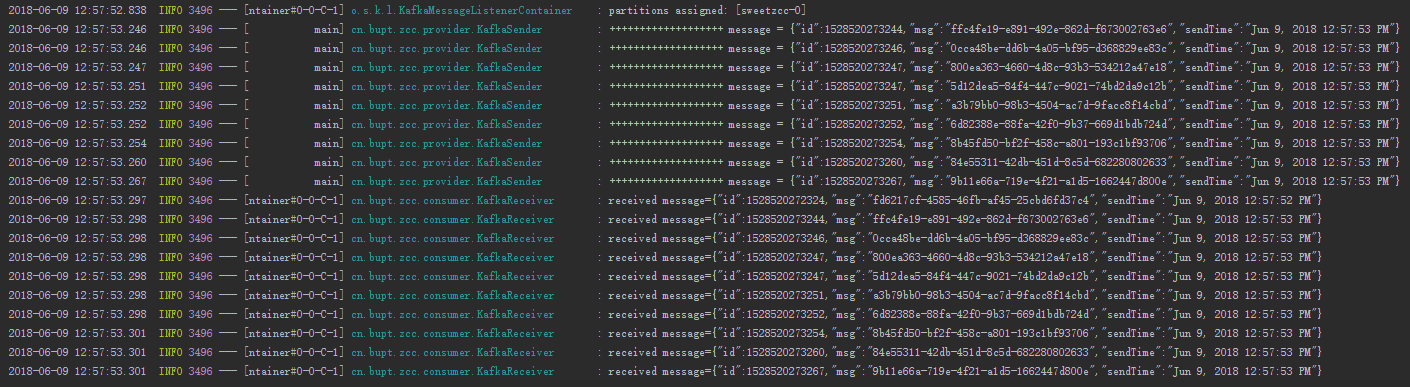 2018-06-09 12:57:52.838  INFO 3496 --- [ntainer#0-0-C-1] o.s.k.l.KafkaMessageListenerContainer    : partitions assigned: [sweetzcc-0]
2018-06-09 12:57:53.246  INFO 3496 --- [           main] cn.bupt.zcc.provider.KafkaSender         : +++++++++++++++++++ message = {"id":1528520273244,"msg":"ffc4fe19-e891-492e-862d-f673002763e6","sendTime":"Jun 9, 2018 12:57:53 PM"}
2018-06-09 12:57:53.246  INFO 3496 --- [           main] cn.bupt.zcc.provider.KafkaSender         : +++++++++++++++++++ message = {"id":1528520273246,"msg":"0cca48be-dd6b-4a05-bf95-d368829ee83c","sendTime":"Jun 9, 2018 12:57:53 PM"}
2018-06-09 12:57:53.247  INFO 3496 --- [           main] cn.bupt.zcc.provider.KafkaSender         : +++++++++++++++++++ message = {"id":1528520273247,"msg":"800ea363-4660-4d8c-93b3-534212a47e18","sendTime":"Jun 9, 2018 12:57:53 PM"}
2018-06-09 12:57:53.251  INFO 3496 --- [           main] cn.bupt.zcc.provider.KafkaSender         : +++++++++++++++++++ message = {"id":1528520273247,"msg":"5d12dea5-84f4-447c-9021-74bd2da9c12b","sendTime":"Jun 9, 2018 12:57:53 PM"}
2018-06-09 12:57:53.252  INFO 3496 --- [           main] cn.bupt.zcc.provider.KafkaSender         : +++++++++++++++++++ message = {"id":1528520273251,"msg":"a3b79bb0-98b3-4504-ac7d-9facc8f14cbd","sendTime":"Jun 9, 2018 12:57:53 PM"}
2018-06-09 12:57:53.252  INFO 3496 --- [           main] cn.bupt.zcc.provider.KafkaSender         : +++++++++++++++++++ message = {"id":1528520273252,"msg":"6d82388e-88fa-42f0-9b37-669d1bdb724d","sendTime":"Jun 9, 2018 12:57:53 PM"}
2018-06-09 12:57:53.254  INFO 3496 --- [           main] cn.bupt.zcc.provider.KafkaSender         : +++++++++++++++++++ message = {"id":1528520273254,"msg":"8b45fd50-bf2f-458c-a801-193c1bf93706","sendTime":"Jun 9, 2018 12:57:53 PM"}
2018-06-09 12:57:53.260  INFO 3496 --- [           main] cn.bupt.zcc.provider.KafkaSender         : +++++++++++++++++++ message = {"id":1528520273260,"msg":"84e55311-42db-451d-8c5d-682280802633","sendTime":"Jun 9, 2018 12:57:53 PM"}
2018-06-09 12:57:53.267  INFO 3496 --- [           main] cn.bupt.zcc.provider.KafkaSender         : +++++++++++++++++++ message = {"id":1528520273267,"msg":"9b11e66a-719e-4f21-a1d5-1662447d800e","sendTime":"Jun 9, 2018 12:57:53 PM"}
2018-06-09 12:57:53.297  INFO 3496 --- [ntainer#0-0-C-1] cn.bupt.zcc.consumer.KafkaReceiver       : received message={"id":1528520272324,"msg":"fd6217cf-4585-46fb-af45-25cbd6fd37c4","sendTime":"Jun 9, 2018 12:57:52 PM"}
2018-06-09 12:57:53.298  INFO 3496 --- [ntainer#0-0-C-1] cn.bupt.zcc.consumer.KafkaReceiver       : received message={"id":1528520273244,"msg":"ffc4fe19-e891-492e-862d-f673002763e6","sendTime":"Jun 9, 2018 12:57:53 PM"}
2018-06-09 12:57:53.298  INFO 3496 --- [ntainer#0-0-C-1] cn.bupt.zcc.consumer.KafkaReceiver       : received message={"id":1528520273246,"msg":"0cca48be-dd6b-4a05-bf95-d368829ee83c","sendTime":"Jun 9, 2018 12:57:53 PM"}
2018-06-09 12:57:53.298  INFO 3496 --- [ntainer#0-0-C-1] cn.bupt.zcc.consumer.KafkaReceiver       : received message={"id":1528520273247,"msg":"800ea363-4660-4d8c-93b3-534212a47e18","sendTime":"Jun 9, 2018 12:57:53 PM"}
2018-06-09 12:57:53.298  INFO 3496 --- [ntainer#0-0-C-1] cn.bupt.zcc.consumer.KafkaReceiver       : received message={"id":1528520273247,"msg":"5d12dea5-84f4-447c-9021-74bd2da9c12b","sendTime":"Jun 9, 2018 12:57:53 PM"}
2018-06-09 12:57:53.298  INFO 3496 --- [ntainer#0-0-C-1] cn.bupt.zcc.consumer.KafkaReceiver       : received message={"id":1528520273251,"msg":"a3b79bb0-98b3-4504-ac7d-9facc8f14cbd","sendTime":"Jun 9, 2018 12:57:53 PM"}
2018-06-09 12:57:53.298  INFO 3496 --- [ntainer#0-0-C-1] cn.bupt.zcc.consumer.KafkaReceiver       : received message={"id":1528520273252,"msg":"6d82388e-88fa-42f0-9b37-669d1bdb724d","sendTime":"Jun 9, 2018 12:57:53 PM"}
2018-06-09 12:57:53.301  INFO 3496 --- [ntainer#0-0-C-1] cn.bupt.zcc.consumer.KafkaReceiver       : received message={"id":1528520273254,"msg":"8b45fd50-bf2f-458c-a801-193c1bf93706","sendTime":"Jun 9, 2018 12:57:53 PM"}
2018-06-09 12:57:53.301  INFO 3496 --- [ntainer#0-0-C-1] cn.bupt.zcc.consumer.KafkaReceiver       : received message={"id":1528520273260,"msg":"84e55311-42db-451d-8c5d-682280802633","sendTime":"Jun 9, 2018 12:57:53 PM"}
2018-06-09 12:57:53.301  INFO 3496 --- [ntainer#0-0-C-1] cn.bupt.zcc.consumer.KafkaReceiver       : received message={"id":1528520273267,"msg":"9b11e66a-719e-4f21-a1d5-1662447d800e","sendTime":"Jun 9, 2018 12:57:53 PM"}